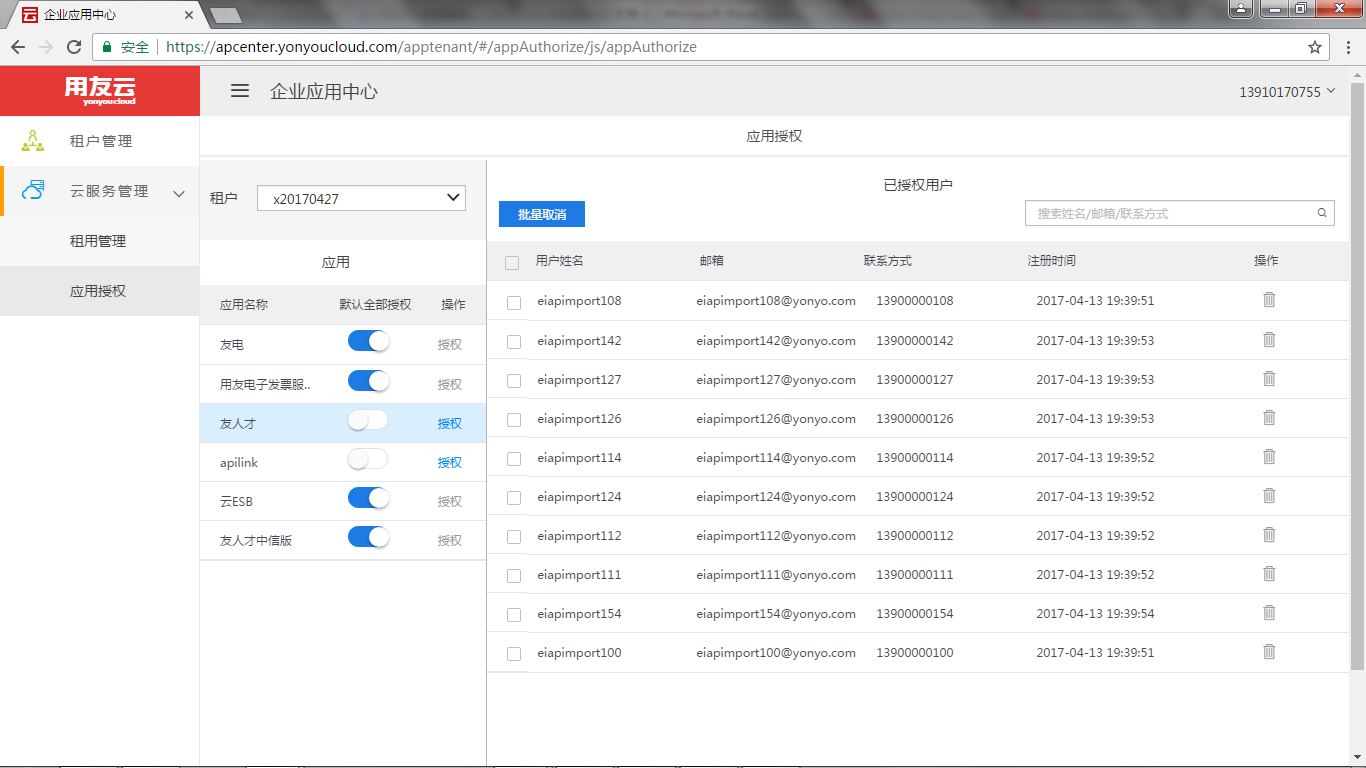 企业应用中心
安全 https://apcenter.yonyoucloud.com/apptenant/#/appAuthorize/js/appAuthorize
用友云
yonyoucloud
企业应用中心
13910170755
租户管理
云服务管理
租用管理
应用授权
应用授权
租户 x20170427
应用
应用名称 默认全部授权 操作
友电 授权
用友电子发票服.. 授权
友人才 授权
apilink 授权
云ESB 授权
友人才中信版 授权
已授权用户
批量取消 搜索姓名/邮箱/联系方式
用户姓名 邮箱 联系方式 注册时间 操作
eiapimport108 eiapimport108@yonyo.com 13900000108 2017-04-13 19:39:51
eiapimport142 eiapimport142@yonyo.com 13900000142 2017-04-13 19:39:53
eiapimport127 eiapimport127@yonyo.com 13900000127 2017-04-13 19:39:53
eiapimport126 eiapimport126@yonyo.com 13900000126 2017-04-13 19:39:53
eiapimport114 eiapimport114@yonyo.com 13900000114 2017-04-13 19:39:52
eiapimport124 eiapimport124@yonyo.com 13900000124 2017-04-13 19:39:52
eiapimport112 eiapimport112@yonyo.com 13900000112 2017-04-13 19:39:52
eiapimport111 eiapimport111@yonyo.com 13900000111 2017-04-13 19:39:52
eiapimport154 eiapimport154@yonyo.com 13900000154 2017-04-13 19:39:54
eiapimport100 eiapimport100@yonyo.com 13900000100 2017-04-13 19:39:51